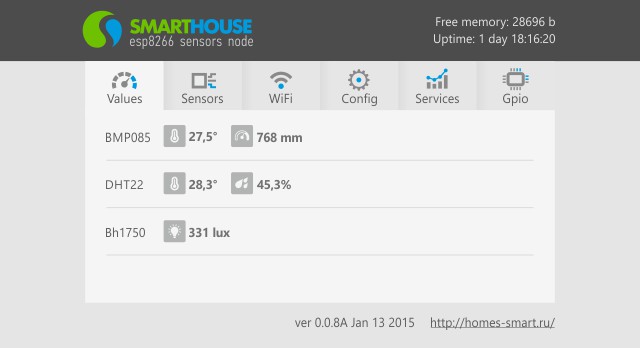 SMARTHOUSE
esp8266 sensors node
Free memory: 28696 b
Uptime: 1 day 18:16:20
Values Sensors WiFi Config Services Gpio
BMP085 27,5° 768 mm
DHT22 28,3° 45,3%
Bh1750 331 lux
ver 0.0.8A Jan 13 2015 http://homes-smart.ru/